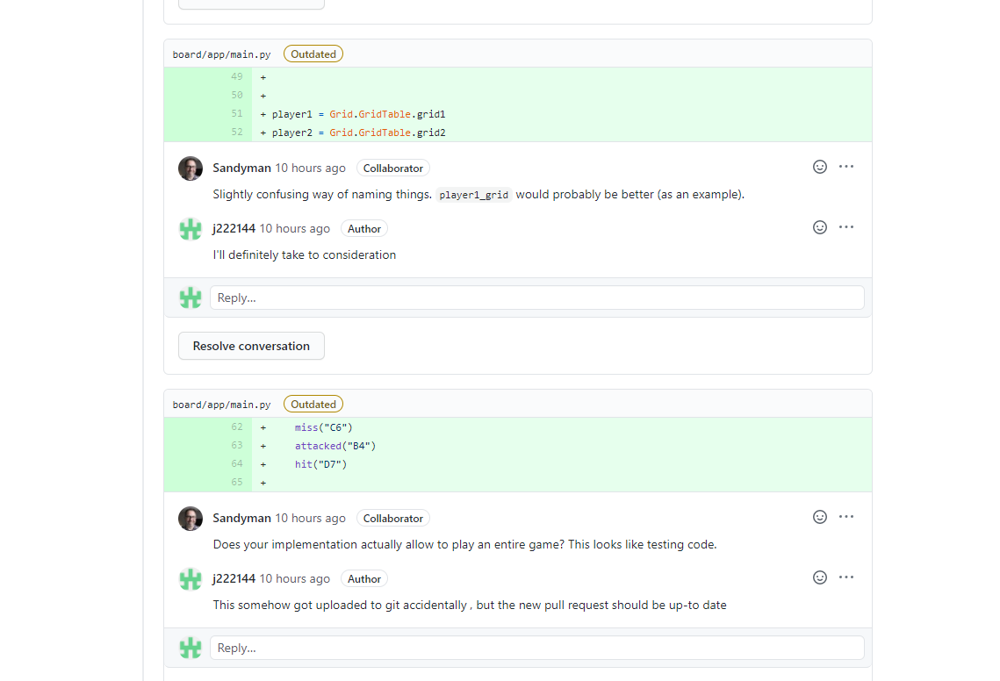 board/app/main.py Outdated
49 +
50 +
51 + player1 = Grid.GridTable.grid1
52 + player2 = Grid.GridTable.grid2
Sandyman 10 hours ago Collaborator
Slightly confusing way of naming things. player1_grid would probably be better (as an example).
j222144 10 hours ago Author
I'll definitely take to consideration
Reply...
Resolve conversation
board/app/main.py Outdated
62 + miss("C6")
63 + attacked("B4")
64 + hit("D7")
65 +
Sandyman 10 hours ago Collaborator
Does your implementation actually allow to play an entire game? This looks like testing code.
j222144 10 hours ago Author
This somehow got uploaded to git accidentally , but the new pull request should be up-to date
Reply...